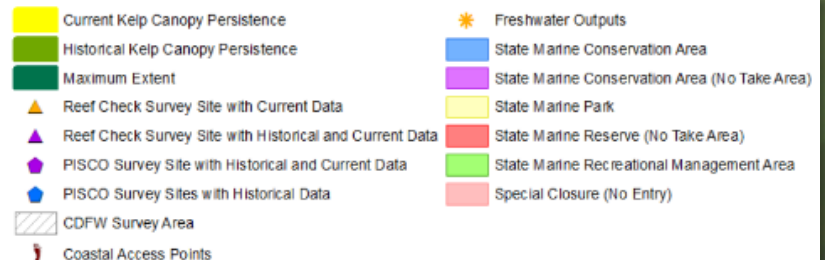 Current Kelp Canopy Persistence
Historical Kelp Canopy Persistence
Maximum Extent
Reef Check Survey Site with Current Data
Reef Check Survey Site with Historical and Current Data
PISCO Survey Site with Historical and Current Data
PISCO Survey Sites with Historical Data
CDFW Survey Area
Coastal Access Points
Freshwater Outputs
State Marine Conservation Area
State Marine Conservation Area (No Take Area)
State Marine Park
State Marine Reserve (No Take Area)
State Marine Recreational Management Area
Special Closure (No Entry)